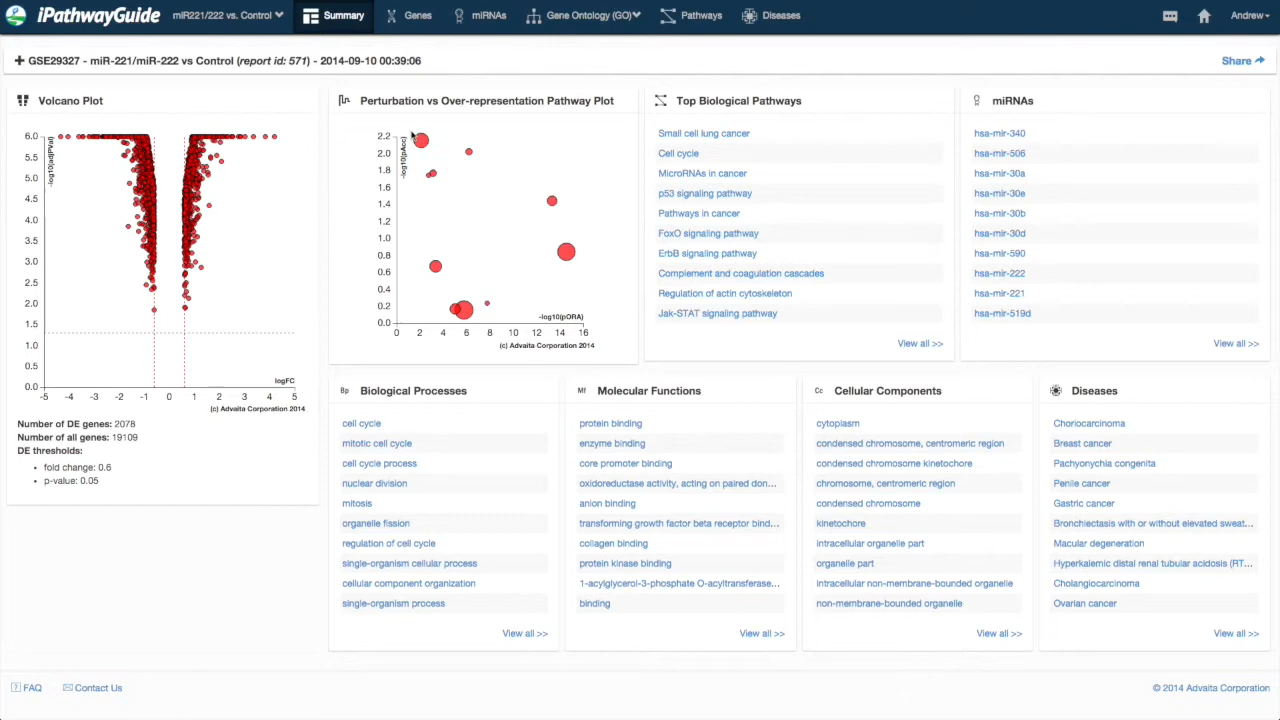 iPathwayGuide
miR221/222 vs. Control
Summary
Genes
miRNAs
Gene Ontology (GO)
Pathways
Diseases
Andrew
GSE29327 - miR-221/miR-222 vs Control (report id: 571) - 2014-09-10 00:39:06
Share
Volcano Plot
6.0
5.5
5.0
4.5
4.0
3.5
3.0
2.5
2.0
1.5
1.0
0.5
0.0
-log10(adjPv)
logFC
-5 -4 -3 -2 -1 0 1 2 3 4 5
(c) Advaita Corporation 2014
Number of DE genes: 2078
Number of all genes: 19109
DE thresholds:
• fold change: 0.6
• p-value: 0.05
Perturbation vs Over-representation Pathway Plot
2.2
2.0
1.8
1.6
1.4
1.2
1.0
0.8
0.6
0.4
0.2
0.0
-log10(pAcc)
-log10(pORA)
0 2 4 6 8 10 12 14 16
(c) Advaita Corporation 2014
Top Biological Pathways
Small cell lung cancer
Cell cycle
MicroRNAs in cancer
p53 signaling pathway
Pathways in cancer
FoxO signaling pathway
ErbB signaling pathway
Complement and coagulation cascades
Regulation of actin cytoskeleton
Jak-STAT signaling pathway
View all >>
miRNAs
hsa-mir-340
hsa-mir-506
hsa-mir-30a
hsa-mir-30e
hsa-mir-30b
hsa-mir-30d
hsa-mir-590
hsa-mir-222
hsa-mir-221
hsa-mir-519d
View all >>
Bp Biological Processes
cell cycle
mitotic cell cycle
cell cycle process
nuclear division
mitosis
organelle fission
regulation of cell cycle
single-organism cellular process
cellular component organization
single-organism process
View all >>
Mf Molecular Functions
protein binding
enzyme binding
core promoter binding
oxidoreductase activity, acting on paired don...
anion binding
transforming growth factor beta receptor bind...
collagen binding
protein kinase binding
1-acylglycerol-3-phosphate O-acyltransferase...
binding
View all >>
Cc Cellular Components
cytoplasm
condensed chromosome, centromeric region
condensed chromosome kinetochore
chromosome, centromeric region
condensed chromosome
kinetochore
intracellular organelle part
organelle part
intracellular non-membrane-bounded organelle
non-membrane-bounded organelle
View all >>
Diseases
Choriocarcinoma
Breast cancer
Pachyonychia congenita
Penile cancer
Gastric cancer
Bronchiectasis with or without elevated sweat...
Macular degeneration
Hyperkalemic distal renal tubular acidosis (RT...
Cholangiocarcinoma
Ovarian cancer
View all >>
? FAQ
Contact Us
© 2014 Advaita Corporation